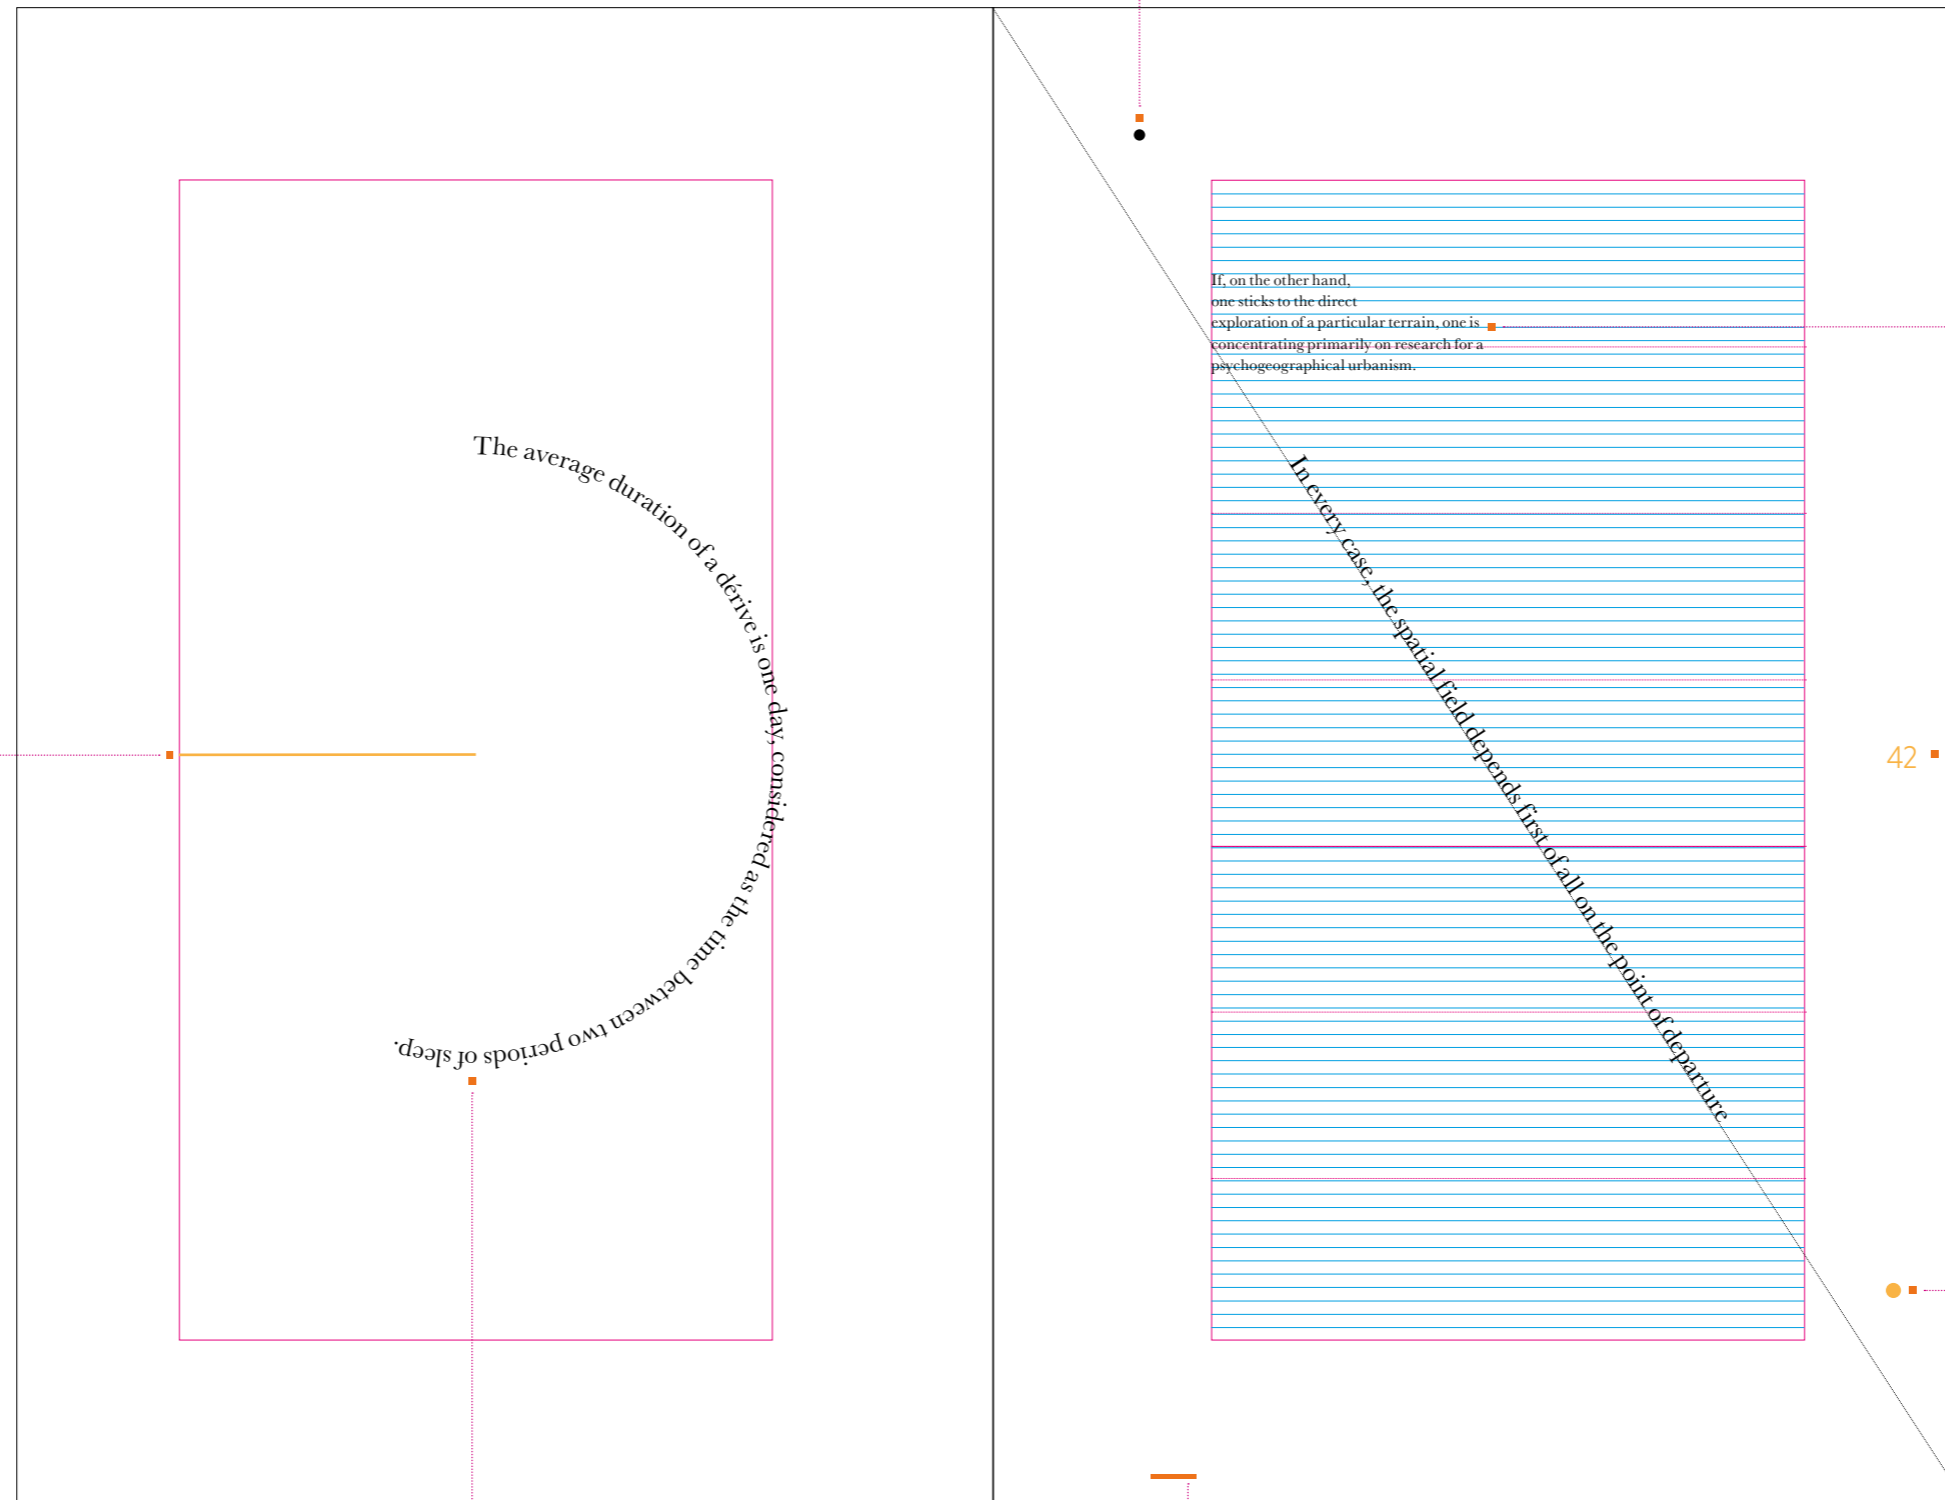 The average duration of a dérive is one day, considered as the time between two periods of sleep.
If, on the other hand,
one sticks to the direct
exploration of a particular terrain, one is
concentrating primarily on research for a
psychogeographical urbanism.
In every case, the spatial field depends first of all on the point of departure
42